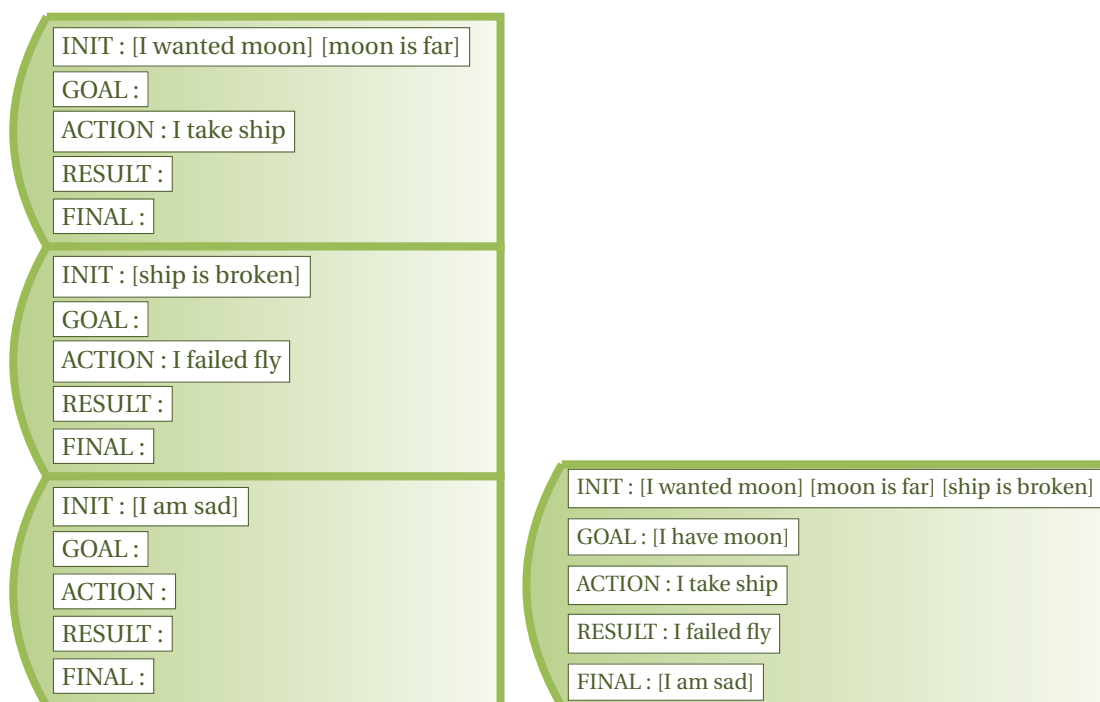 INIT : [I wanted moon] [moon is far]
GOAL :
ACTION : I take ship
RESULT :
FINAL :
INIT : [ship is broken]
GOAL :
ACTION : I failed fly
RESULT :
FINAL :
INIT : [I am sad]
GOAL :
ACTION :
RESULT :
FINAL :
INIT : [I wanted moon] [moon is far] [ship is broken]
GOAL : [I have moon]
ACTION : I take ship
RESULT : I failed fly
FINAL : [I am sad]